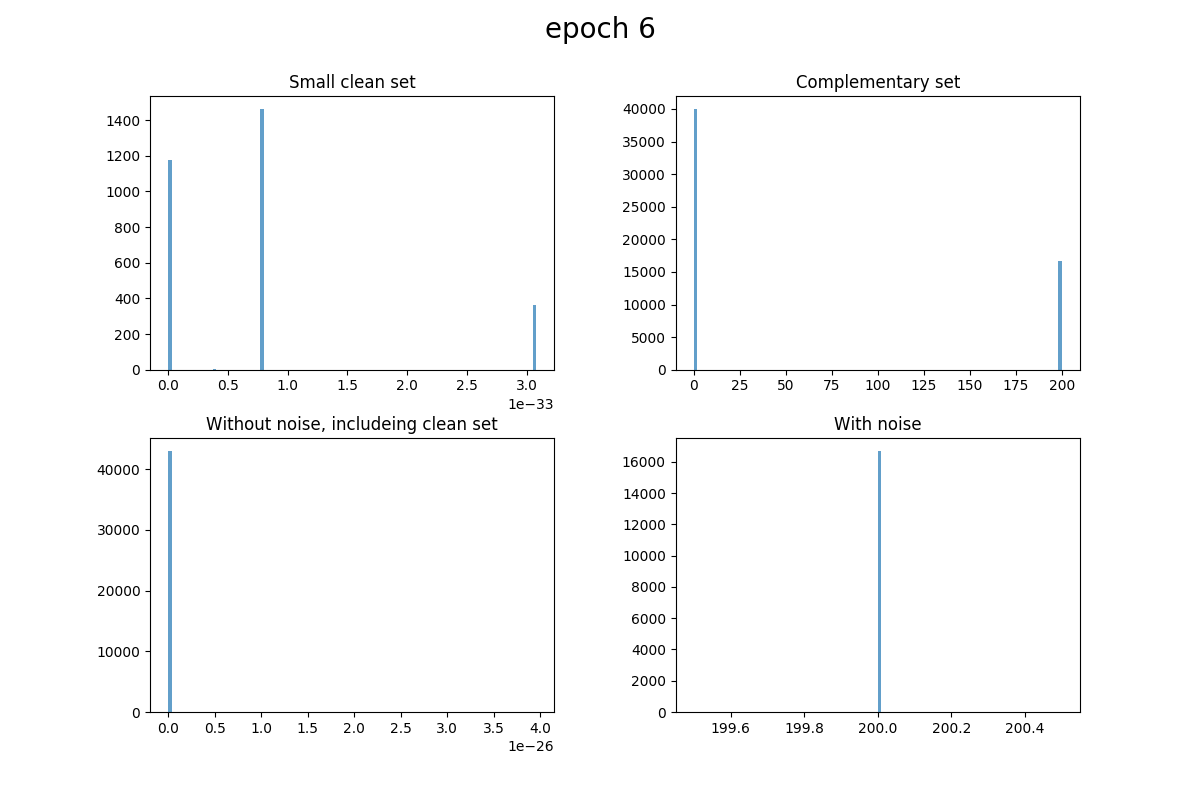 epoch 6
Small clean set
1400
1200
1000
800
600
400
200
0
0.0 0.5 1.0 1.5 2.0 2.5 3.0
1e−33
Complementary set
40000
35000
30000
25000
20000
15000
10000
5000
0
0 25 50 75 100 125 150 175 200
Without noise, includeing clean set
40000
30000
20000
10000
0
0.0 0.5 1.0 1.5 2.0 2.5 3.0 3.5 4.0
1e−26
With noise
16000
14000
12000
10000
8000
6000
4000
2000
0
199.6 199.8 200.0 200.2 200.4